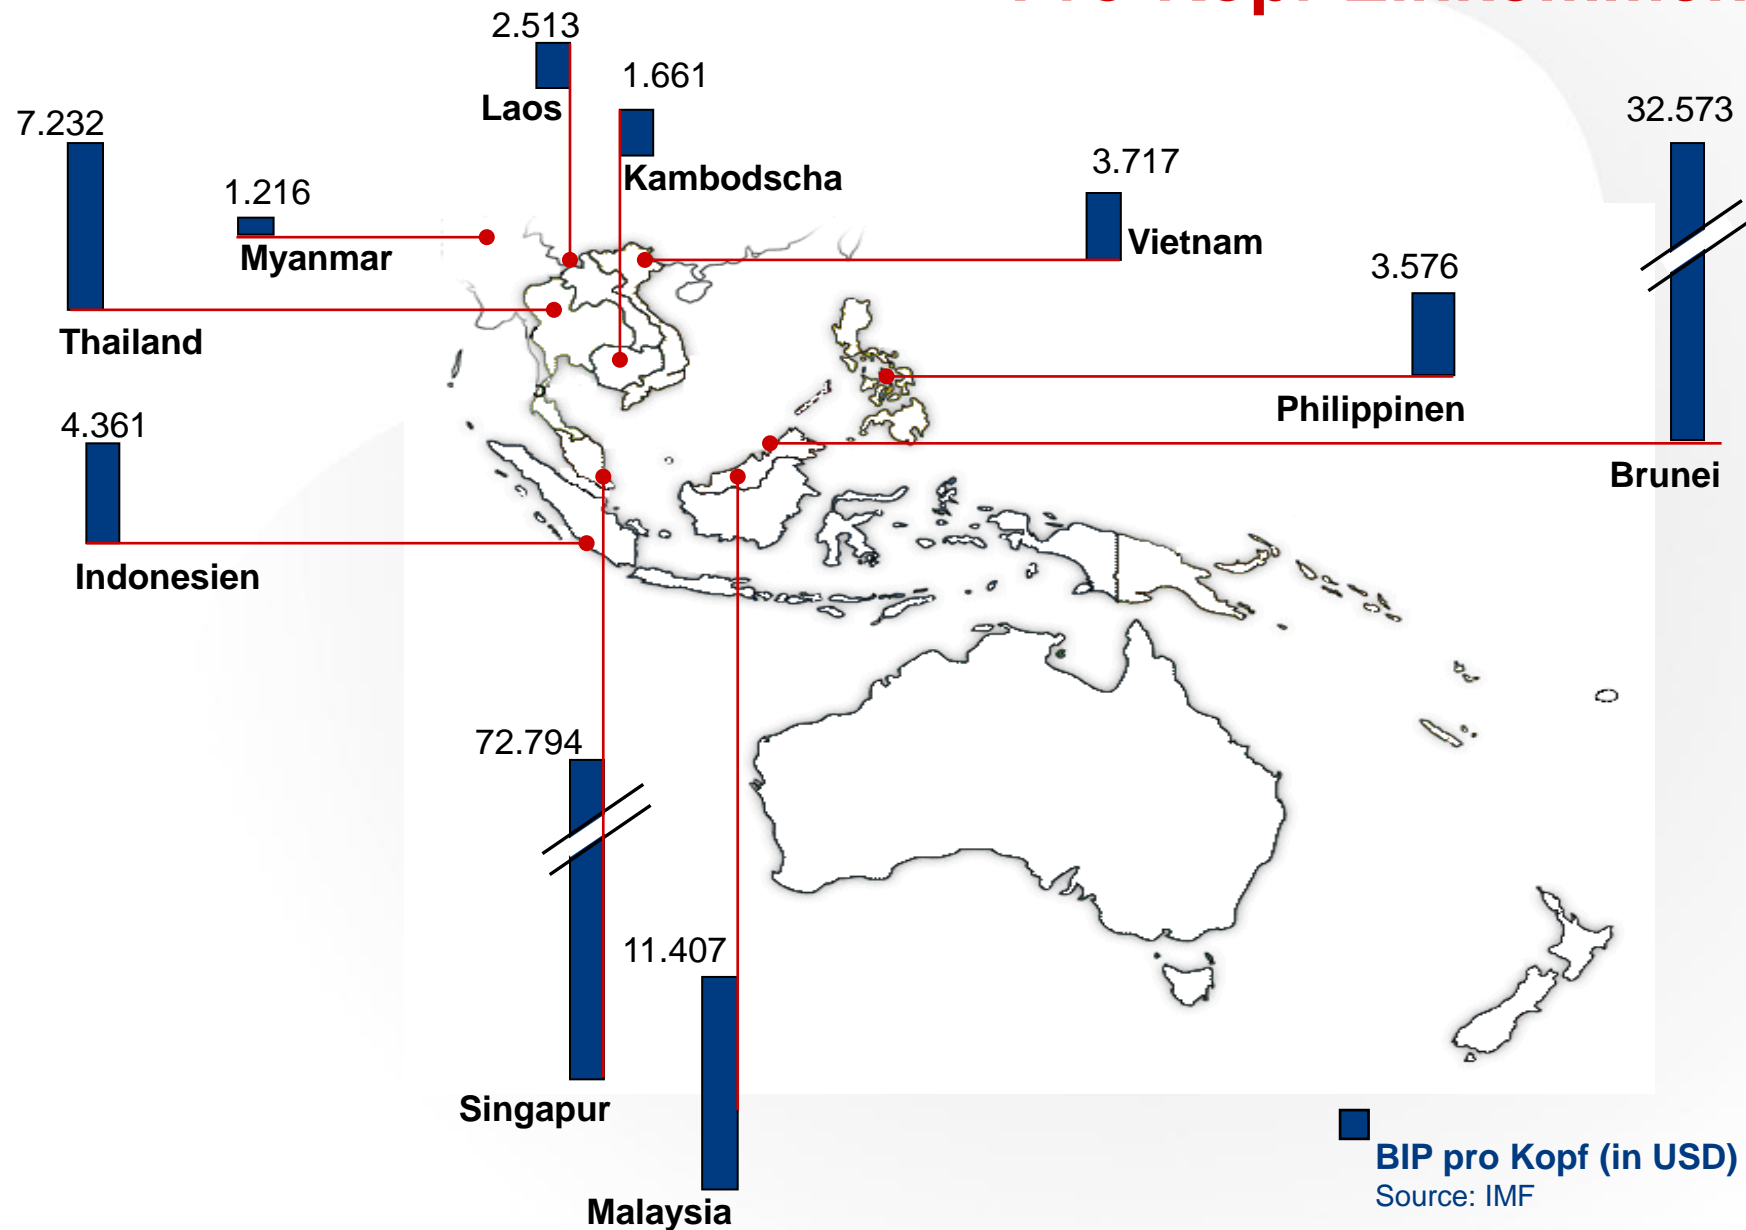 2.513
Laos
1.661
Kambodscha
7.232
Thailand
1.216
Myanmar
3.717
Vietnam
32.573
Brunei
3.576
Philippinen
4.361
Indonesien
72.794
Singapur
11.407
Malaysia
BIP pro Kopf (in USD)
Source: IMF